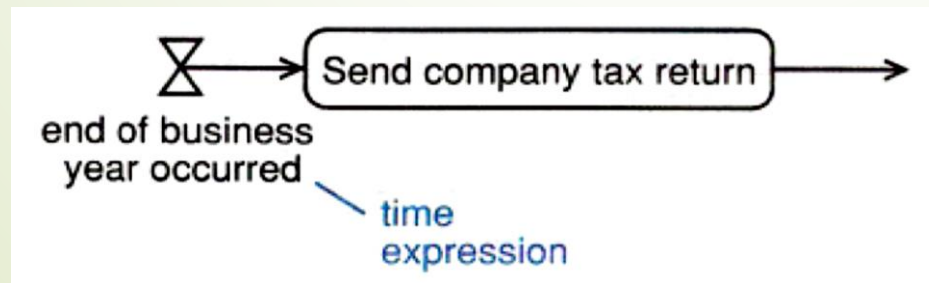 Send company tax return
end of business
year occurred
time
expression